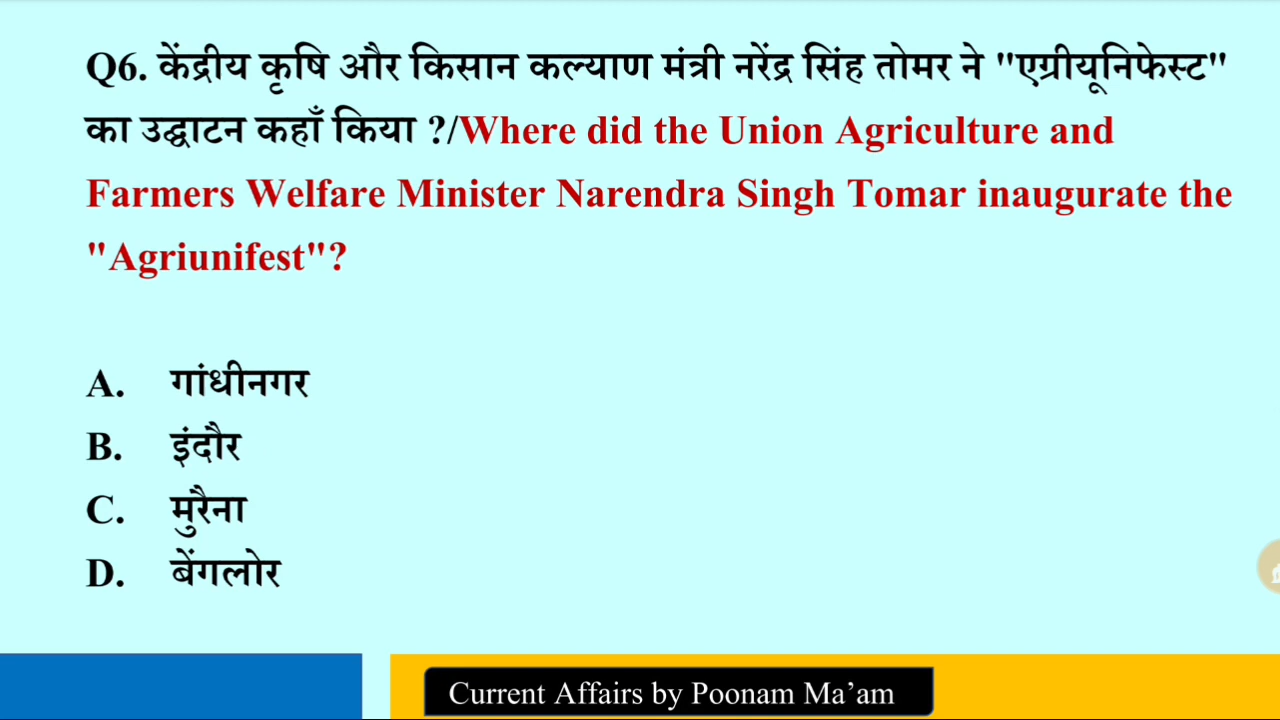 Q6. केंद्रीय कृषि और किसान कल्याण मंत्री नरेंद्र सिंह तोमर ने "एग्रीयूनिफेस्ट"
का उद्घाटन कहाँ किया ?/Where did the Union Agriculture and
Farmers Welfare Minister Narendra Singh Tomar inaugurate the
"Agriunifest"?
A. गांधीनगर
B. इंदौर
C. मुरैना
D. बेंगलोर
Current Affairs by Poonam Ma’am